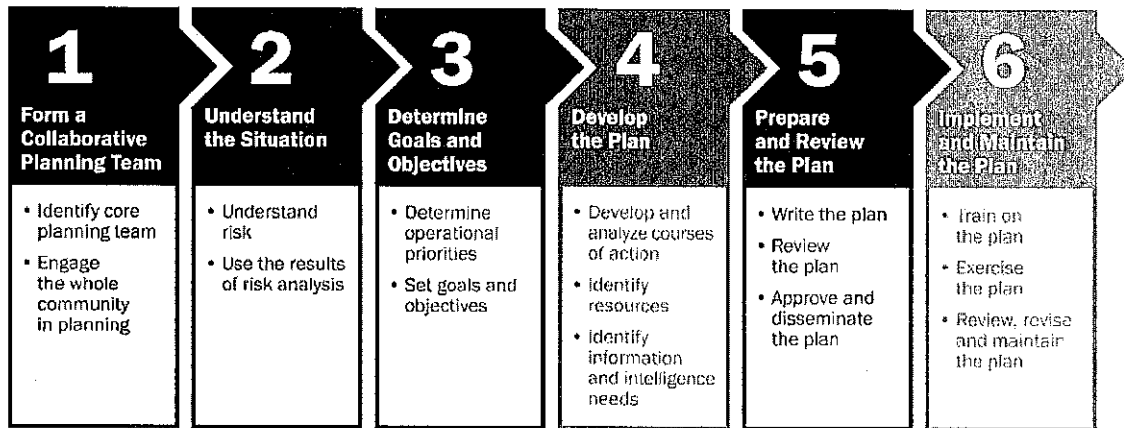 1
Form a
Collaborative
Planning Team
• Identify core
planning team
• Engage
the whole
community
in planning
2
Understand
the Situation
• Understand
risk
• Use the results
of risk analysis
3
Determine
Goals and
Objectives
• Determine
operational
priorities
• Set goals and
objectives
4
Develop
the Plan
• Develop and
analyze courses
of action
• Identify
resources
• Identify
information
and intelligence
needs
5
Prepare
and Review
the Plan
• Write the plan
• Review
the plan
• Approve and
disseminate
the plan
6
Implement
and Maintain
the Plan
• Train on
the plan
• Exercise
the plan
• Review, revise
and maintain
the plan